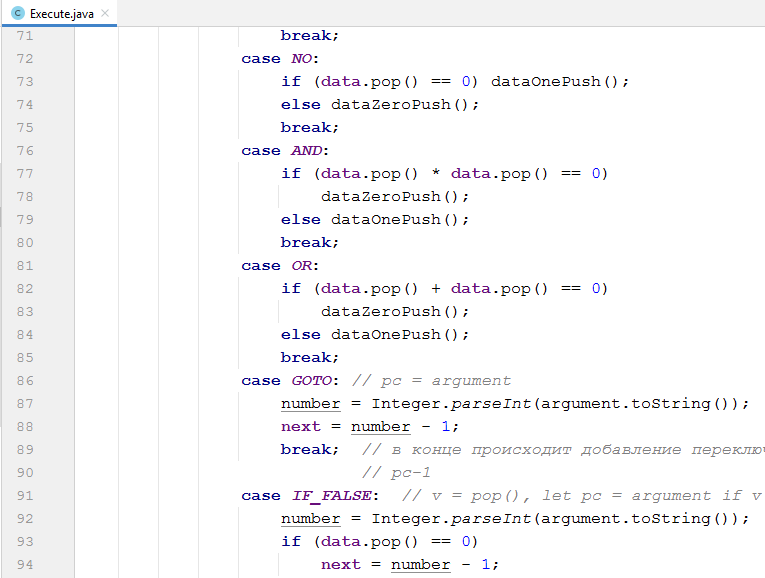 Execute.java
71 break;
72 case NO:
73 if (data.pop() == 0) dataOnePush();
74 else dataZeroPush();
75 break;
76 case AND:
77 if (data.pop() * data.pop() == 0)
78 dataZeroPush();
79 else dataOnePush();
80 break;
81 case OR:
82 if (data.pop() + data.pop() == 0)
83 dataZeroPush();
84 else dataOnePush();
85 break;
86 case GOTO: // pc = argument
87 number = Integer.parseInt(argument.toString());
88 next = number - 1;
89 break; // в конце происходит добавление
90 // pc-1
91 case IF_FALSE: // v = pop(), let pc = argument if v
92 number = Integer.parseInt(argument.toString());
93 if (data.pop() == 0)
94 next = number - 1;